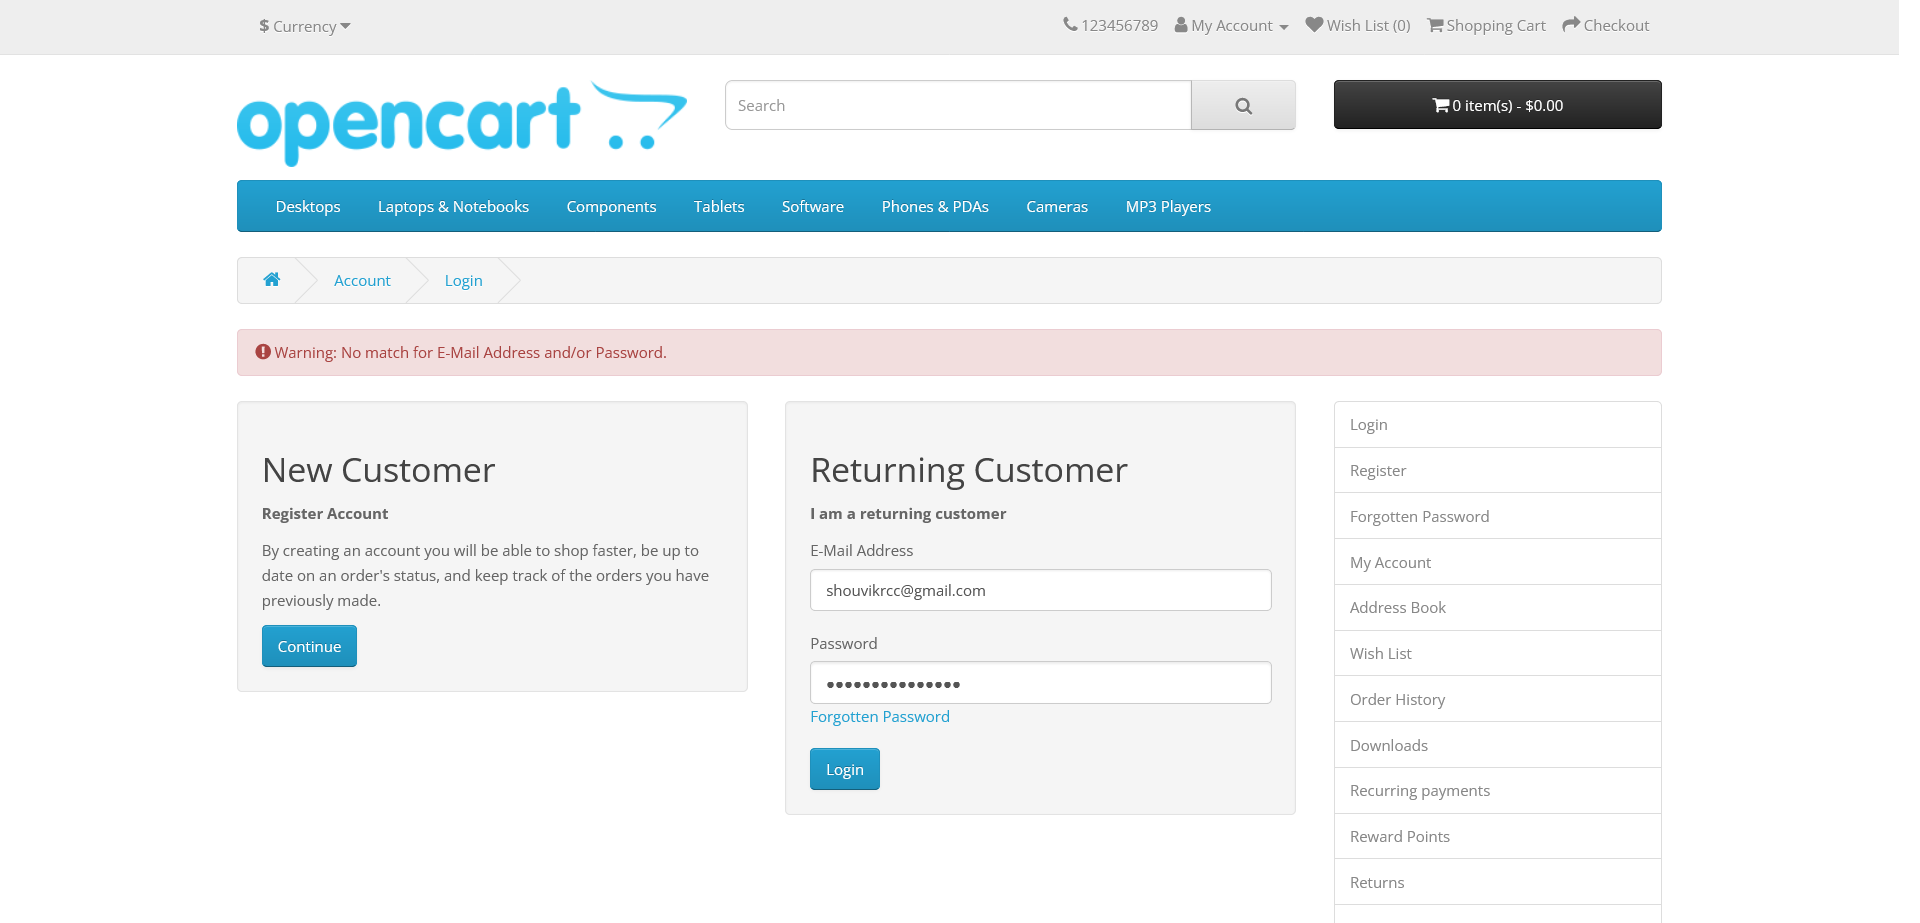 $ Currency
123456789 My Account Wish List (0) Shopping Cart Checkout
opencart
Search
0 item(s) - $0.00
Desktops Laptops & Notebooks Components Tablets Software Phones & PDAs Cameras MP3 Players
Account Login
Warning: No match for E-Mail Address and/or Password.
New Customer
Register Account
By creating an account you will be able to shop faster, be up to
date on an order's status, and keep track of the orders you have
previously made.
Continue
Returning Customer
I am a returning customer
E-Mail Address
shouvikrcc@gmail.com
Password
•••••••••••••••
Forgotten Password
Login
Login
Register
Forgotten Password
My Account
Address Book
Wish List
Order History
Downloads
Recurring payments
Reward Points
Returns